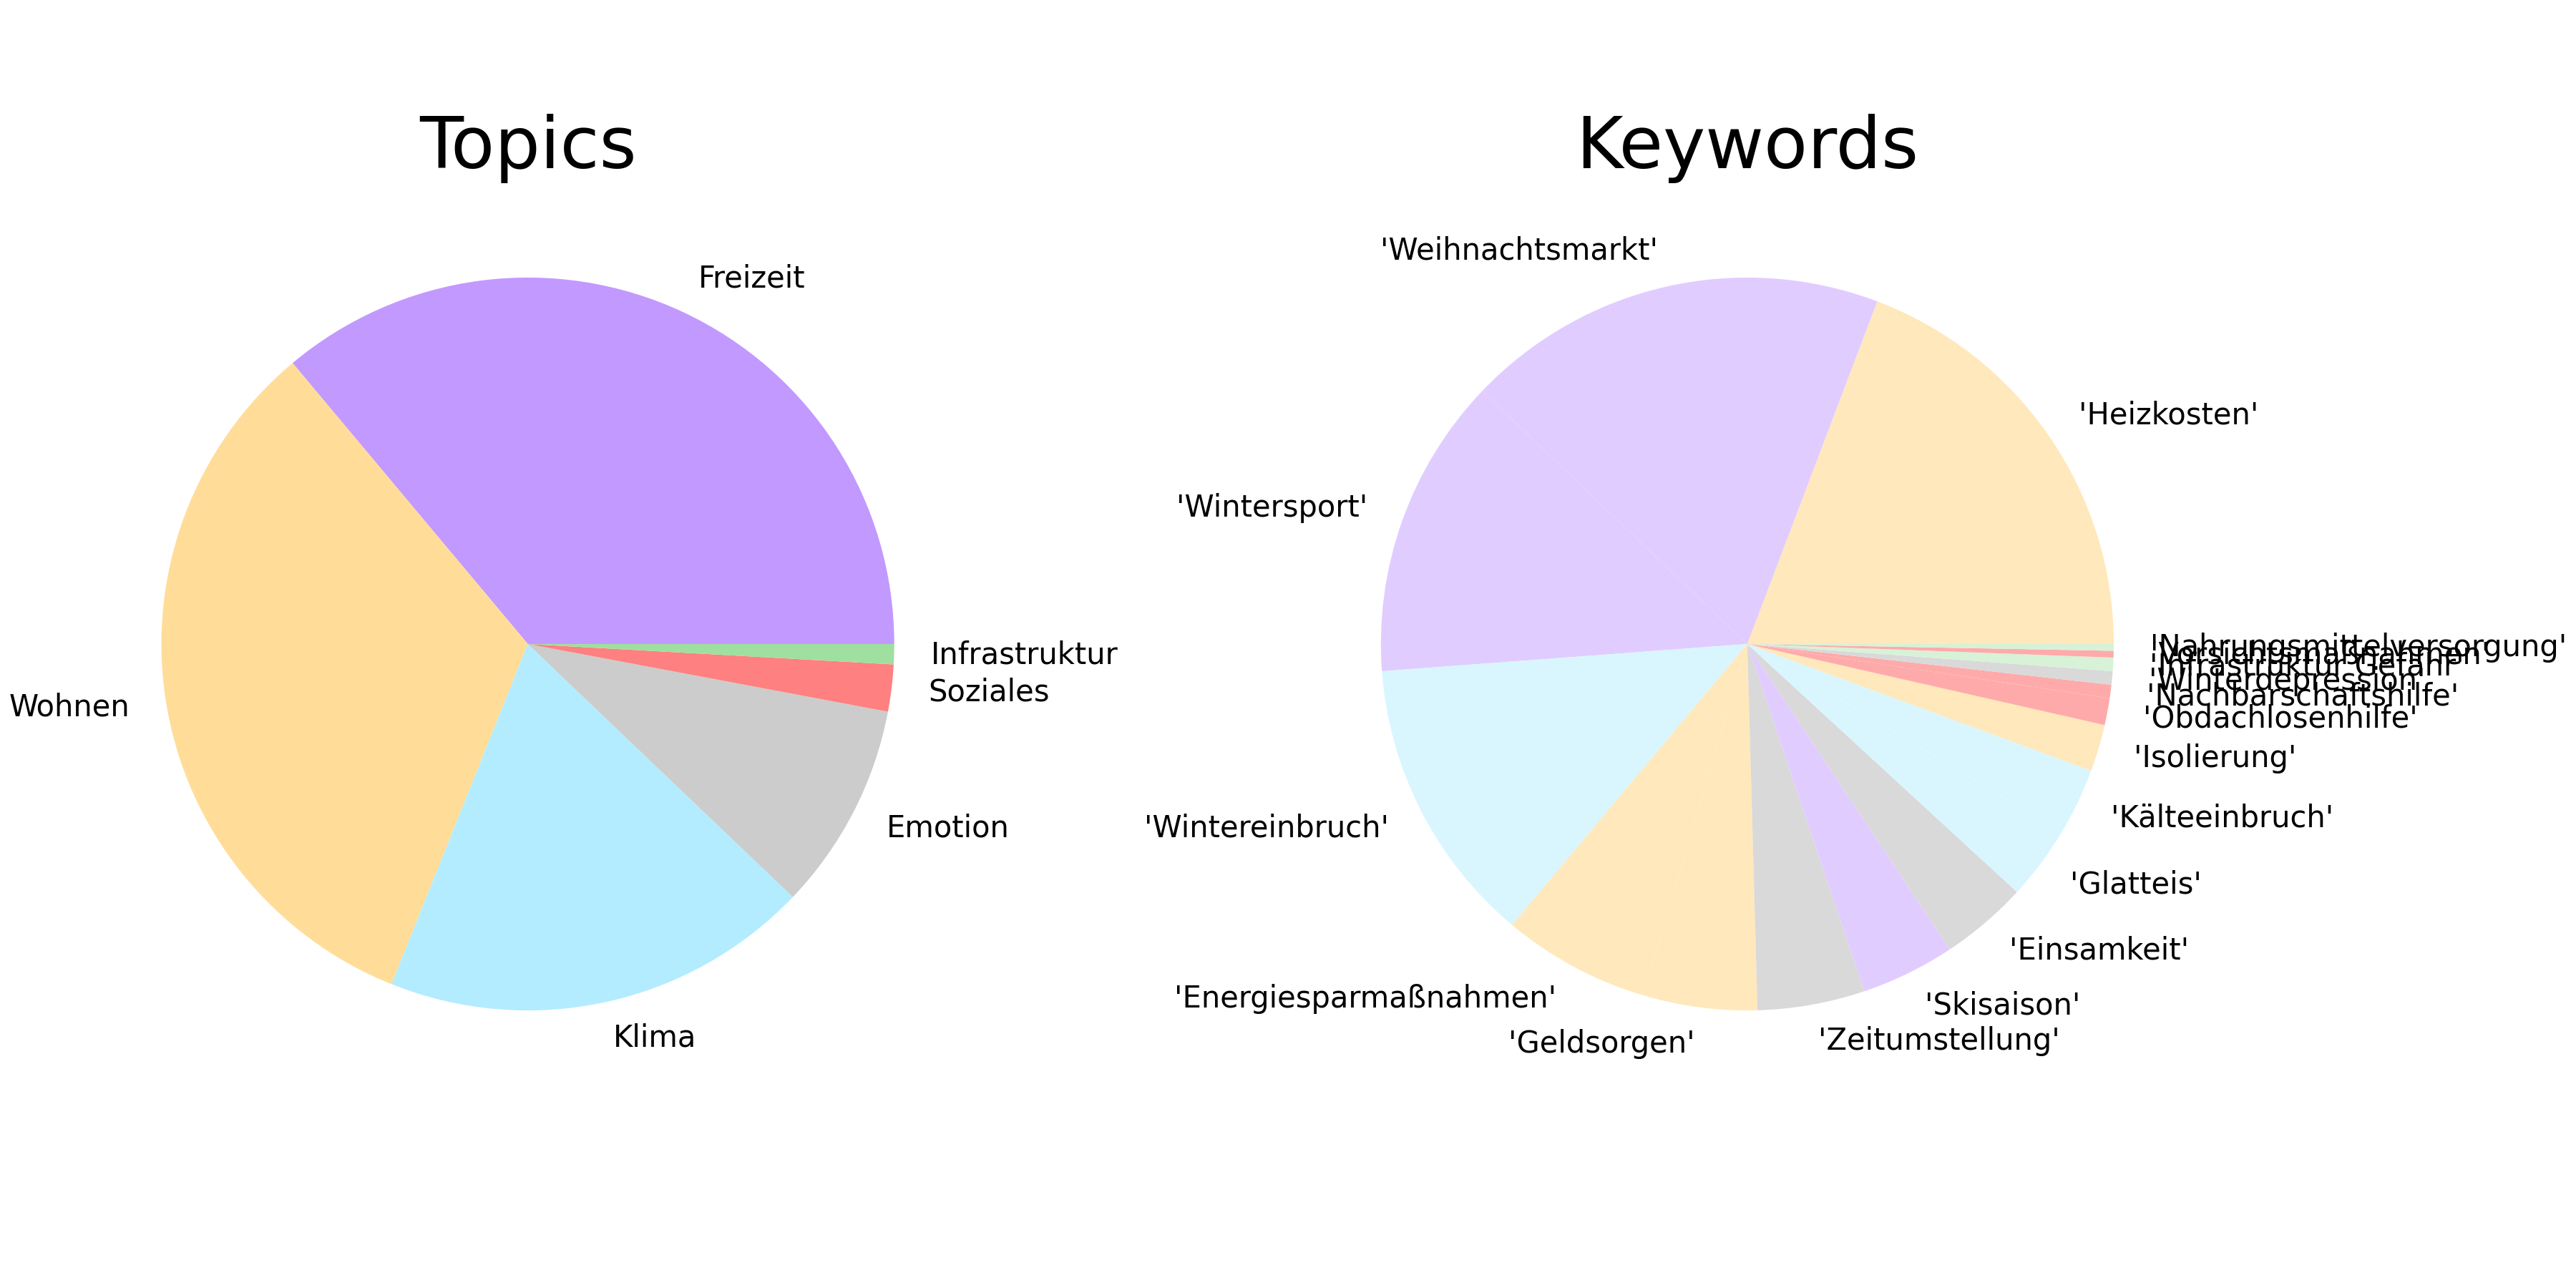 Topics
Freizeit
Wohnen
Klima
Emotion
Soziales
Infrastruktur
Keywords
'Heizkosten'
'Weihnachtsmarkt'
'Wintersport'
'Wintereinbruch'
'Energiesparmaßnahmen'
'Geldsorgen'
'Zeitumstellung'
'Skisaison'
'Einsamkeit'
'Glatteis'
'Kälteeinbruch'
'Isolierung'
'Obdachlosenhilfe'
'Nachbarschaftshilfe'
'Winterdepression'
'Nahrungsmittelversorgung'